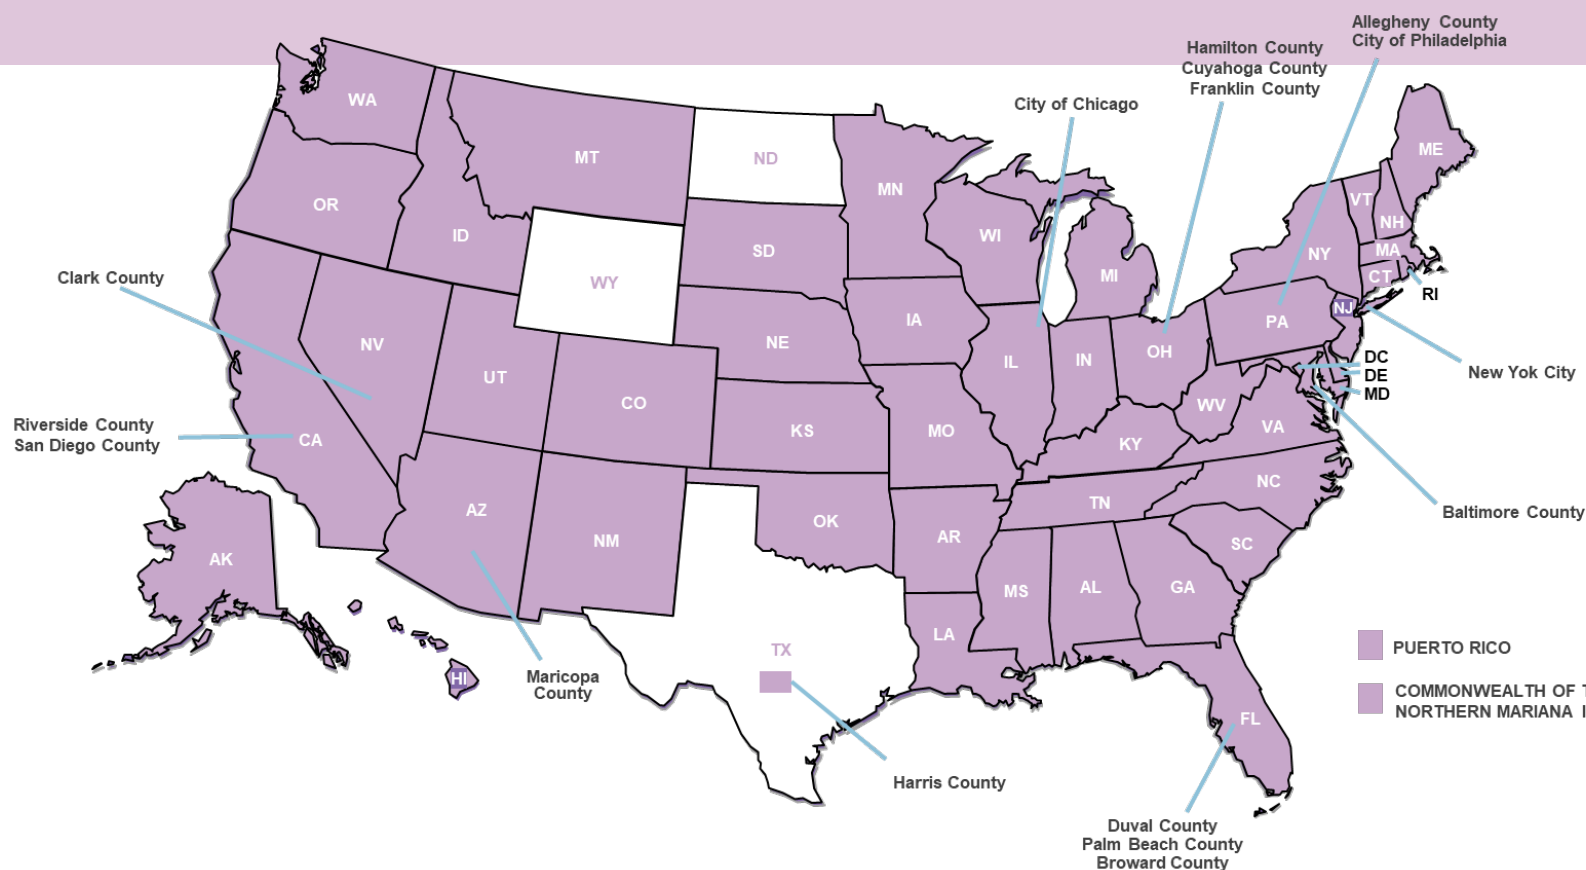 Allegheny County
City of Philadelphia
Hamilton County
Cuyahoga County
Franklin County
City of Chicago
WA
MT
ND
MN
ME
OR
ID
SD
WI
MI
VT
NH
NY
MA
CT
RI
Clark County
WY
IA
NE
PA
NJ
NV
UT
CO
IL
IN
OH
DC
DE
MD
New Yok City
Riverside County
San Diego County
CA
KS
MO
WV
VA
KY
NC
AZ
NM
OK
AR
TN
SC
Baltimore County
AK
MS
AL
GA
LA
TX
HI
Maricopa
County
PUERTO RICO
COMMONWEALTH OF
NORTHERN MARIANA
FL
Harris County
Duval County
Palm Beach County
Broward County